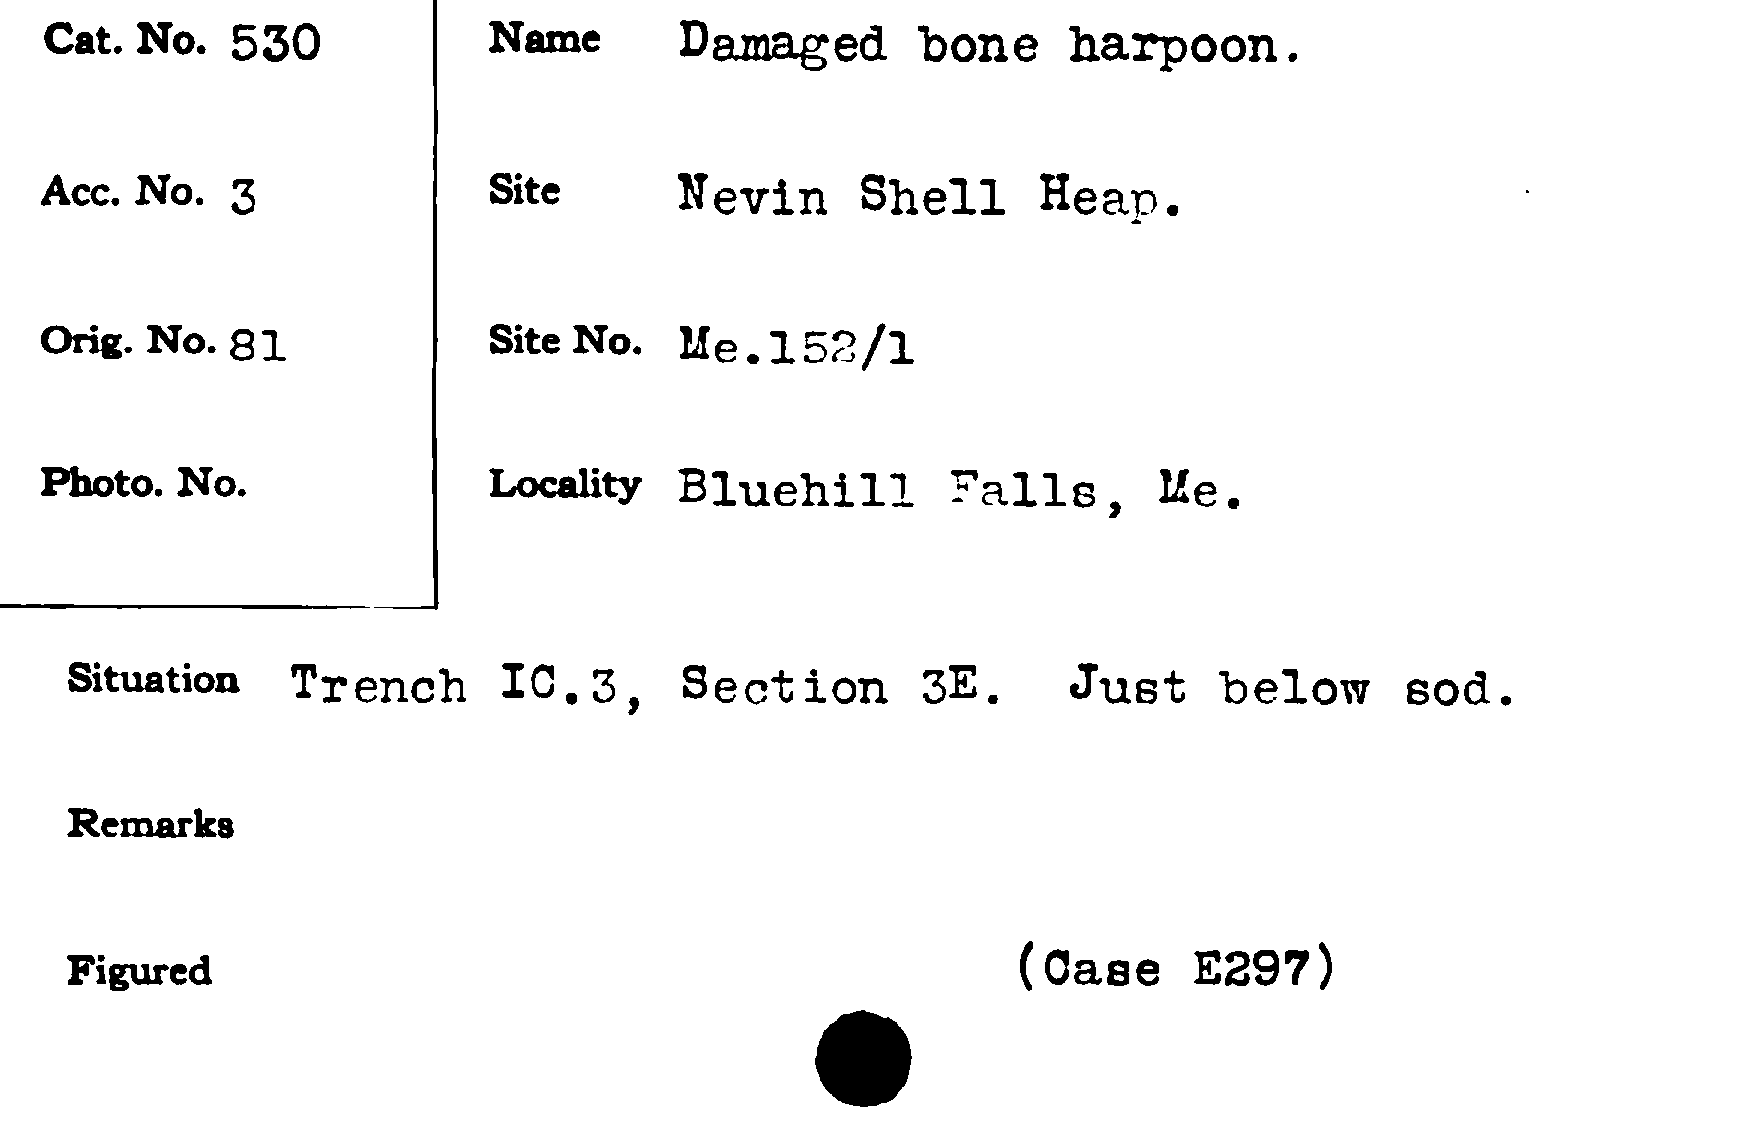 Cat. No. 530
Name Damaged bone harpoon.
Acc. No. 3
Site Nevin Shell Heap.
Orig. No. 81
Site No. Me.152/1
Photo. No.
Locality Bluehill Falls, Me.
Situation Trench IC.3, Section 3E. Just below sod.
Remarks
Figured
(Case E297)